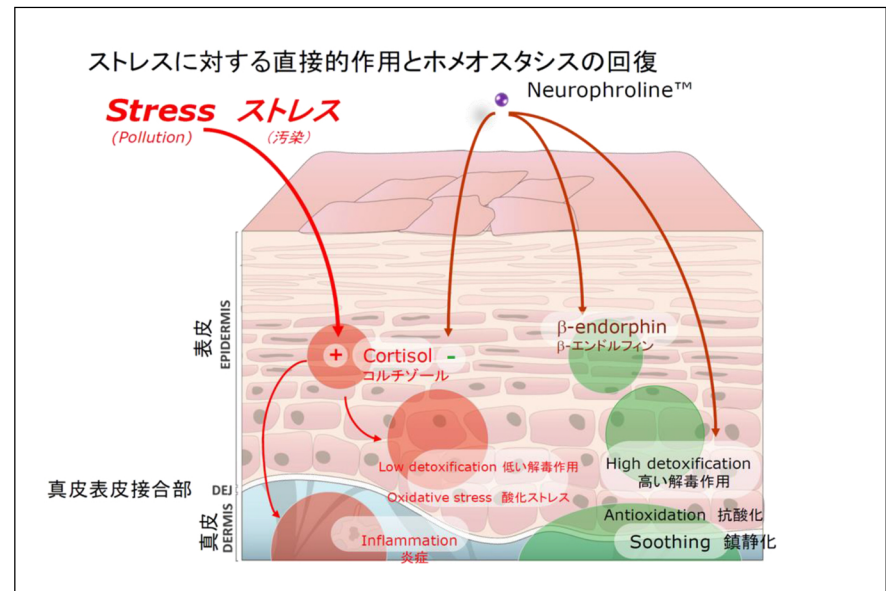 ストレスに対する直接的作用とホメオスタシスの回復
Neurophroline™
Stress ストレス
(Pollution) （汚染）
表皮
EPIDERMIS
β-endorphin
β-エンドルフィン
+ Cortisol -
コルチゾール
Low detoxification 低い解毒作用
Oxidative stress 酸化ストレス
High detoxification
高い解毒作用
真皮表皮接合部 DEJ
真皮
DERMIS
Antioxidation 抗酸化
Inflammation
炎症
Soothing 鎮静化